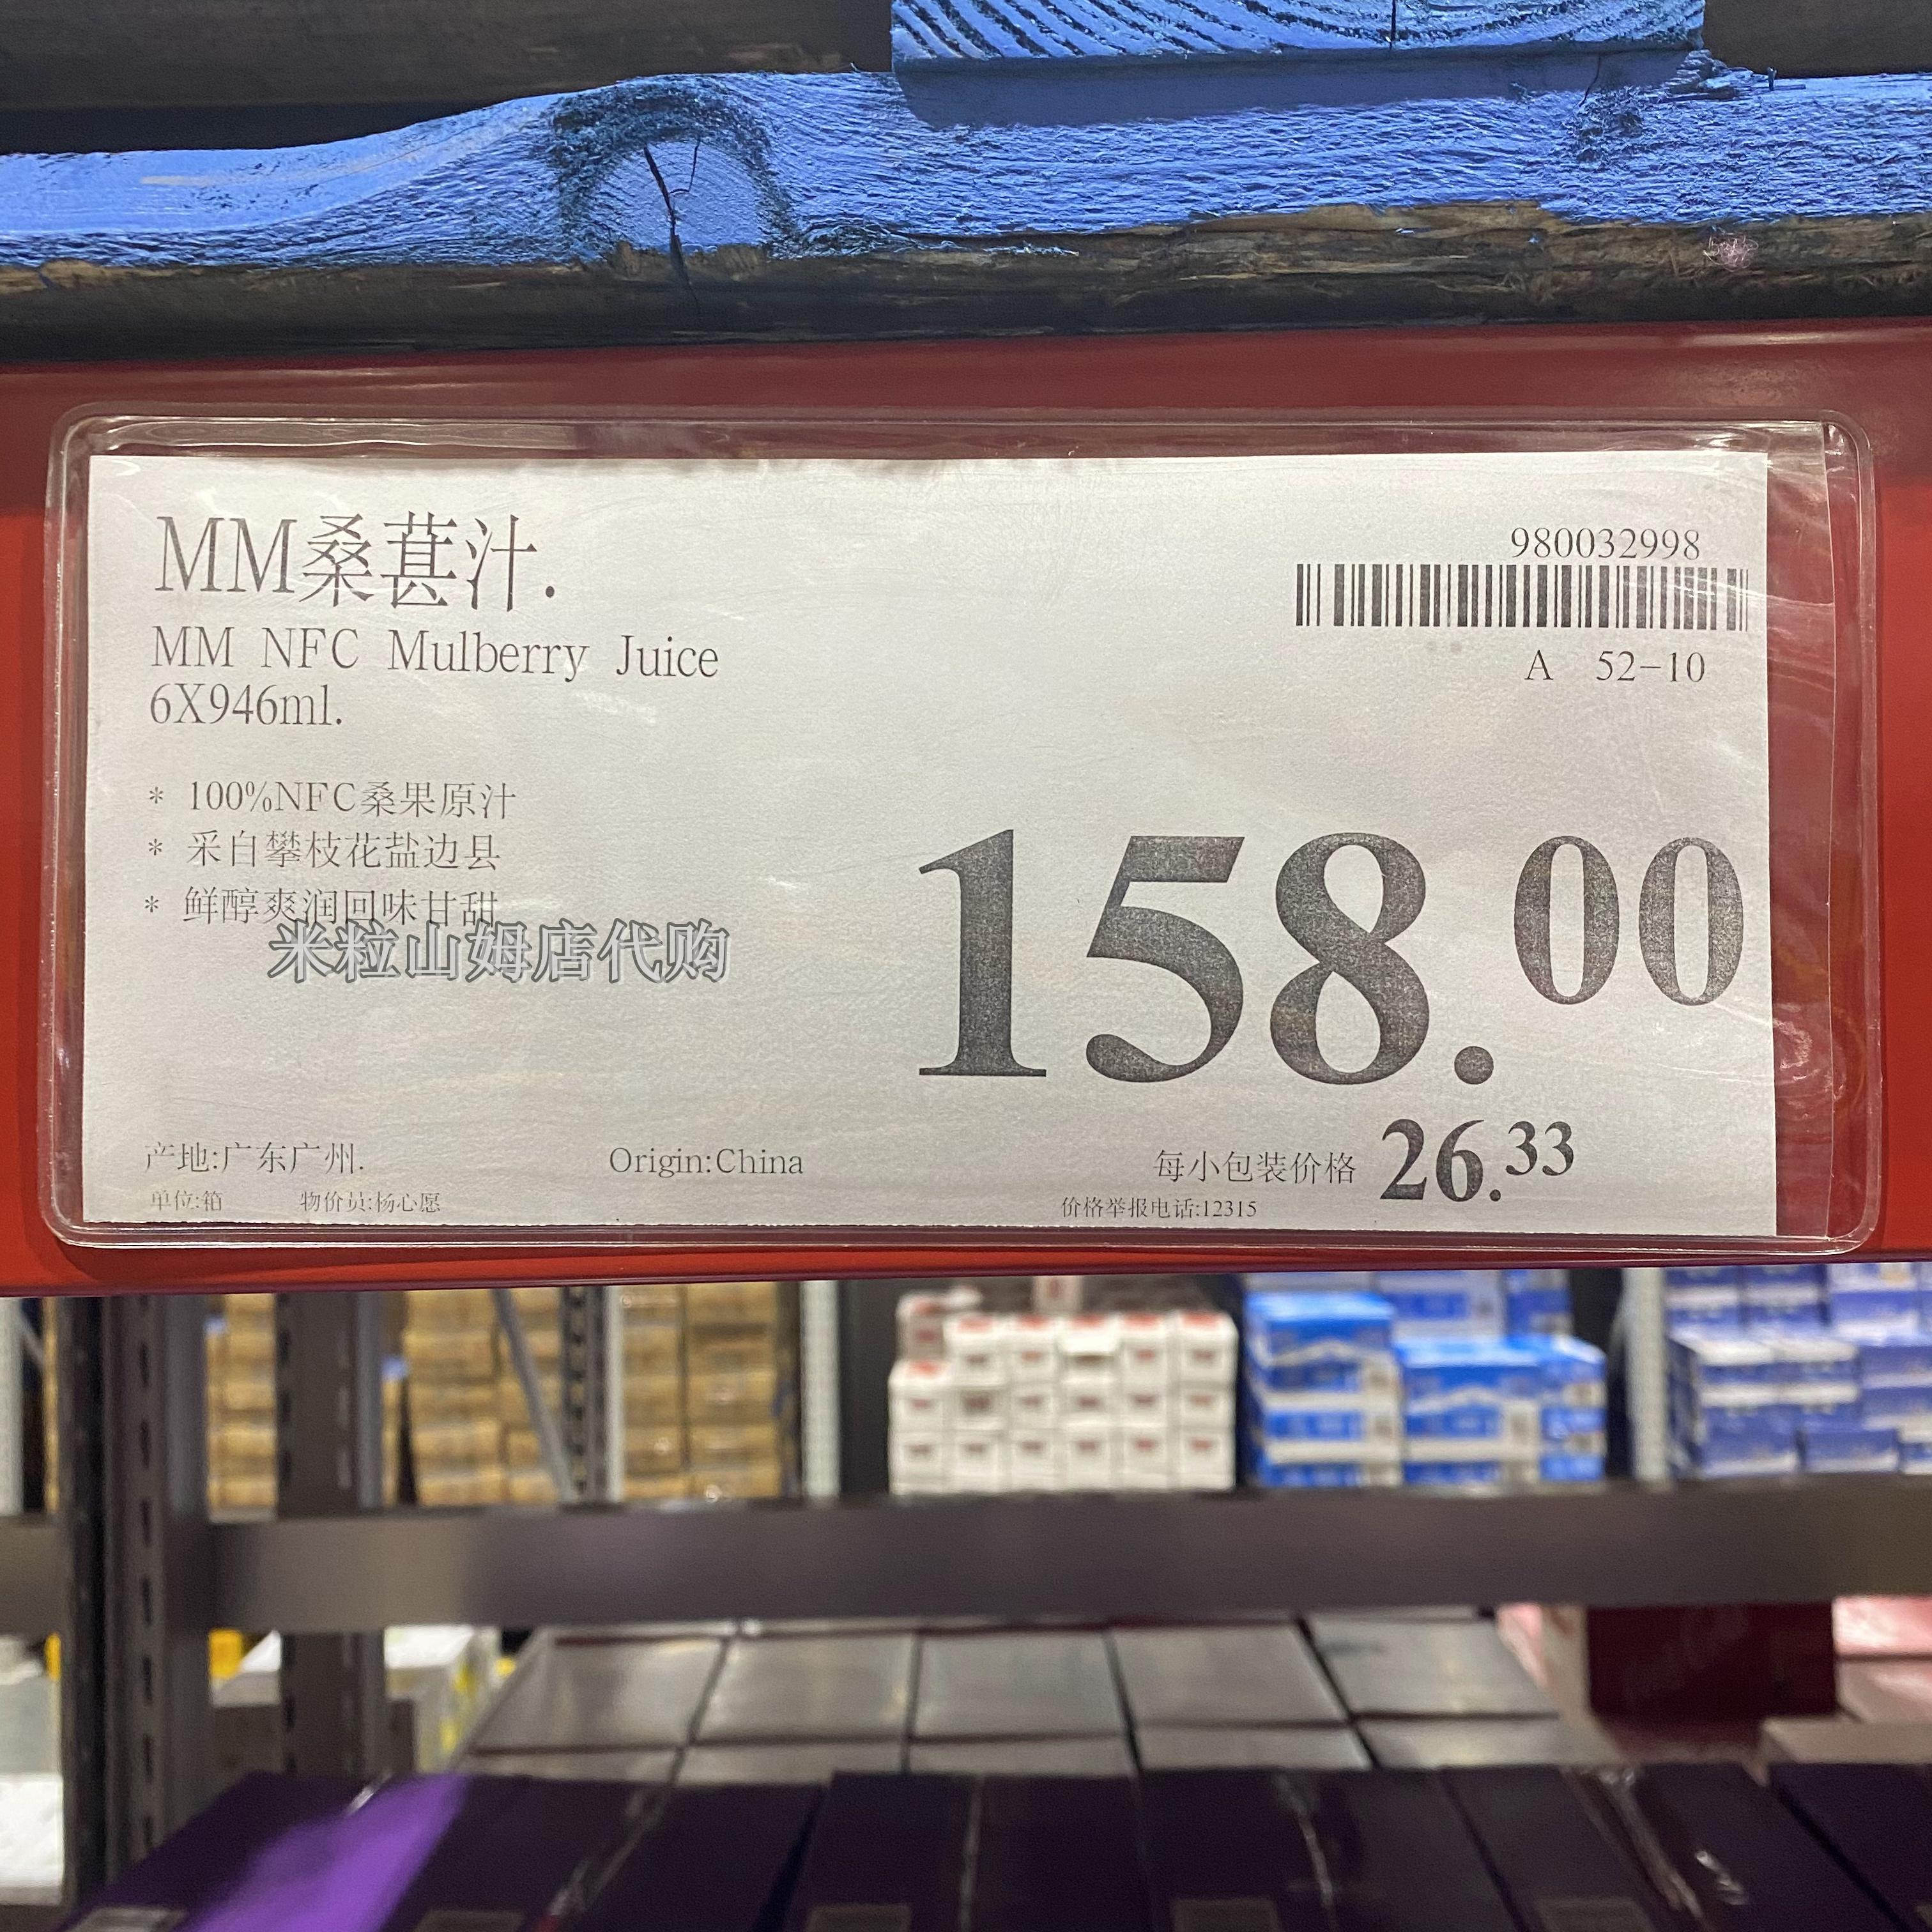 MM桑葚汁.
980032998
MM NFC Mulberry Juice
A 52-10
6X946ml.
* 100%NFC桑果原汁
* 采自攀枝花盐边县
* 鲜醇爽润回味甘甜
米粒山姆店代购
158.00
产地:广东广州.
Origin:China
每小包装价格 26.33
单位:箱
物价员:杨心愿
价格举报电话:12315